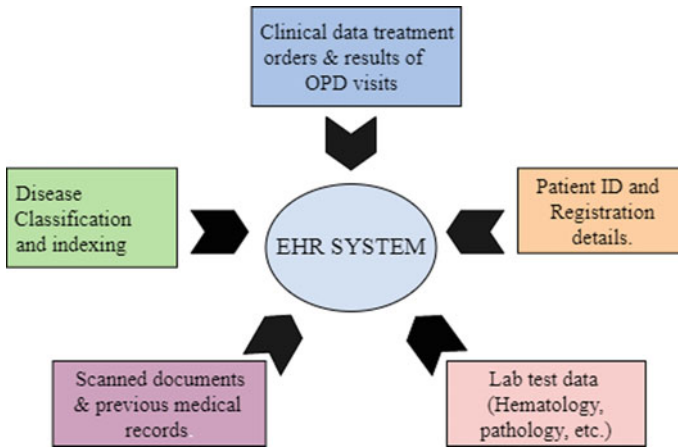 Clinical data treatment
orders & results of
OPD visits
Disease
Classification
and indexing
EHR SYSTEM
Patient ID and
Registration
details.
Scanned documents
& previous medical
records.
Lab test data
(Hematology,
pathology, etc.)